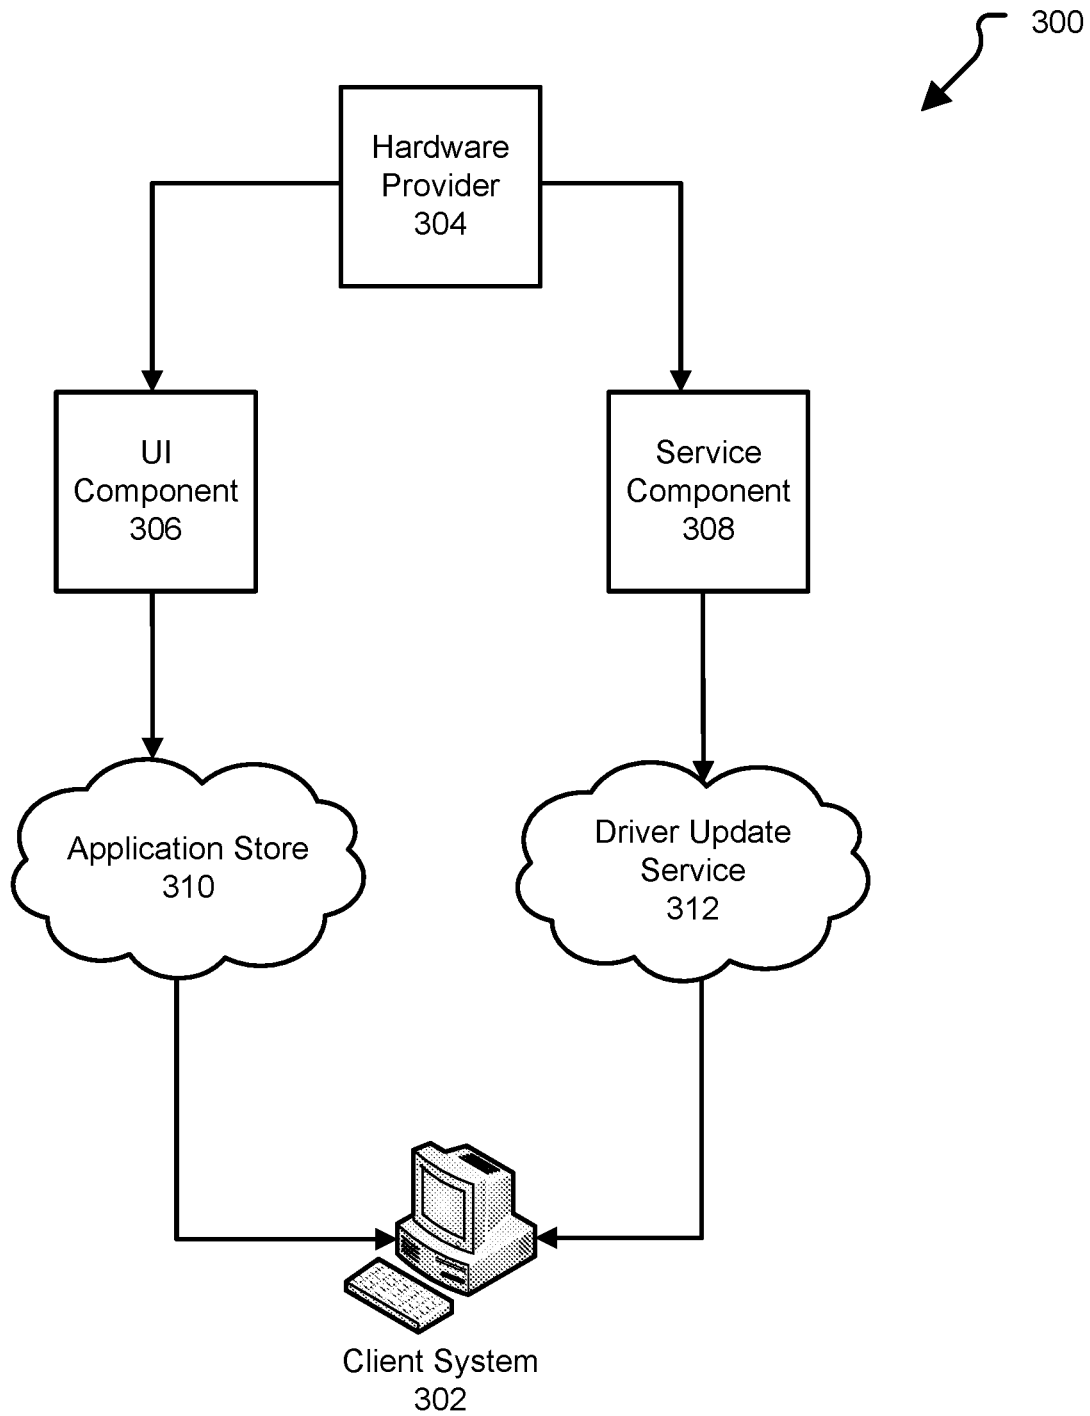 300
Hardware
Provider
304
UI
Component
306
Service
Component
308
Application Store
310
Driver Update
Service
312
Client System
302